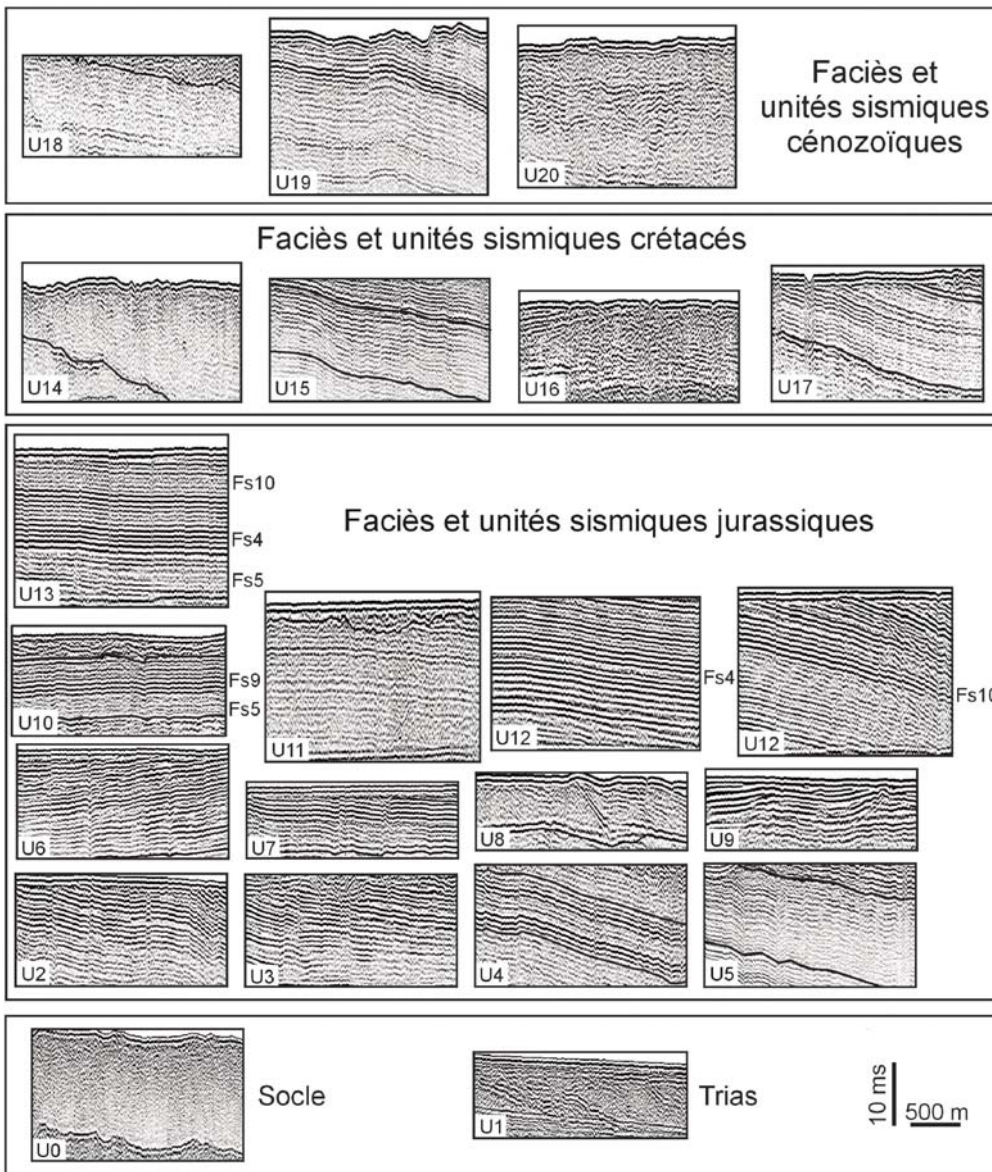 Faciès et
unités sismiques
cénozoïques
U18
U19
U20
Faciès et unités sismiques crétacés
U14
U15
U16
U17
Fs10
Fs4
Fs5
U13
Faciès et unités sismiques jurassiques
Fs9
Fs5
U10
U11
U12
Fs4
U12
Fs10
U6
U7
U8
U9
U2
U3
U4
U5
U0
Socle
U1
Trias
10 ms
500 m